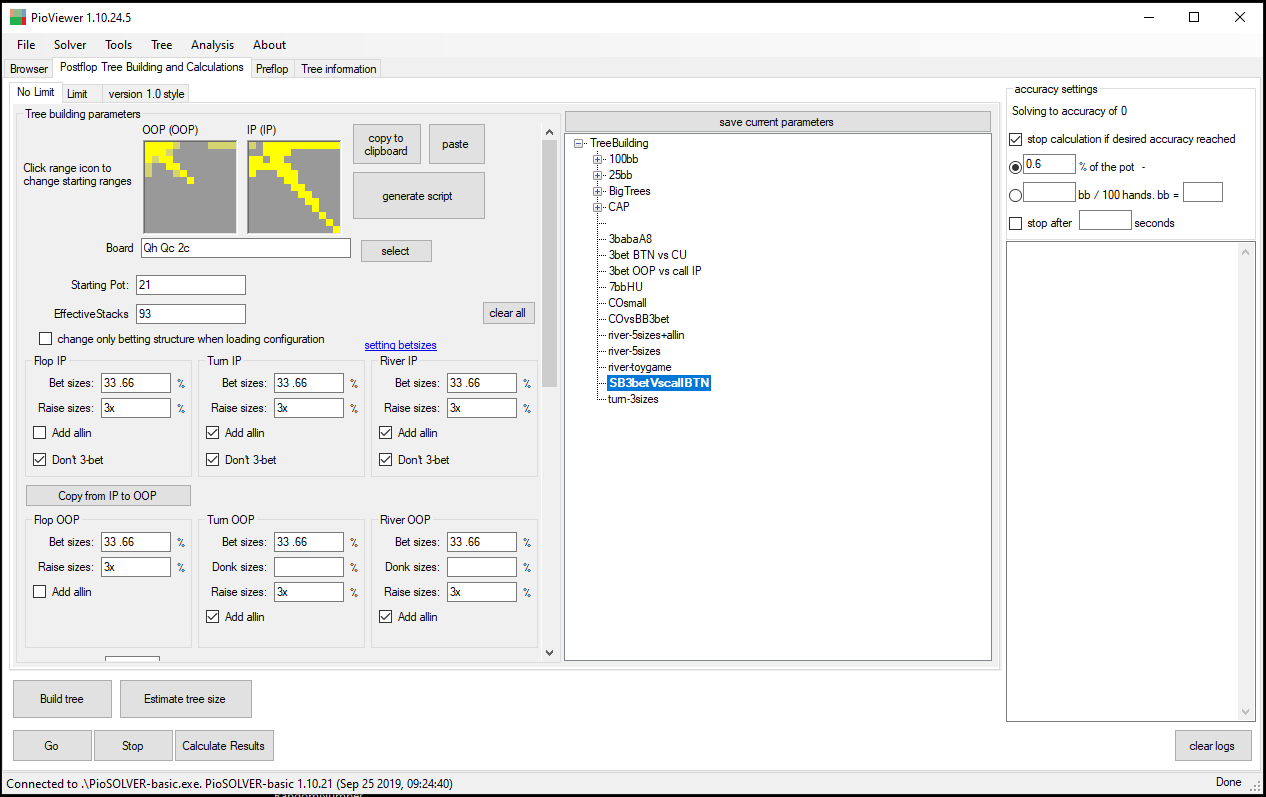 PioViewer 1.10.24.5
File Solver Tools Tree Analysis About
Browser Postflop Tree Building and Calculations Preflop Tree information
No Limit Limit version 1.0 style
Tree building parameters
OOP (OOP) IP (IP)
Click range icon to
change starting ranges
copy to
clipboard
paste
generate script
Board Qh Qc 2c select
Starting Pot: 21
EffectiveStacks 93
clear all
change only betting structure when loading configuration
setting betsizes
Flop IP
Bet sizes: 33 .66 %
Raise sizes: 3x %
Add allin
Don't 3-bet
Turn IP
Bet sizes: 33 .66 %
Raise sizes: 3x %
Add allin
Don't 3-bet
River IP
Bet sizes: 33 .66 %
Raise sizes: 3x %
Add allin
Don't 3-bet
Copy from IP to OOP
Flop OOP
Bet sizes: 33 .66 %
Raise sizes: 3x %
Add allin
Turn OOP
Bet sizes: 33 .66 %
Donk sizes: %
Raise sizes: 3x %
Add allin
River OOP
Bet sizes: 33 .66 %
Donk sizes: %
Raise sizes: 3x %
Add allin
save current parameters
TreeBuilding
100bb
25bb
BigTrees
CAP
3babaA8
3bet BTN vs CU
3bet OOP vs call IP
7bbHU
COsmall
COvsBB3bet
river-5sizes+allin
river-5sizes
river-toygame
SB3betVscallBTN
turn-3sizes
accuracy settings
Solving to accuracy of 0
stop calculation if desired accuracy reached
0.6 % of the pot -
bb / 100 hands. bb =
stop after seconds
Build tree Estimate tree size
Go Stop Calculate Results
clear logs
Connected to .\PioSOLVER-basic.exe. PioSOLVER-basic 1.10.21 (Sep 25 2019, 09:24:40)
Done